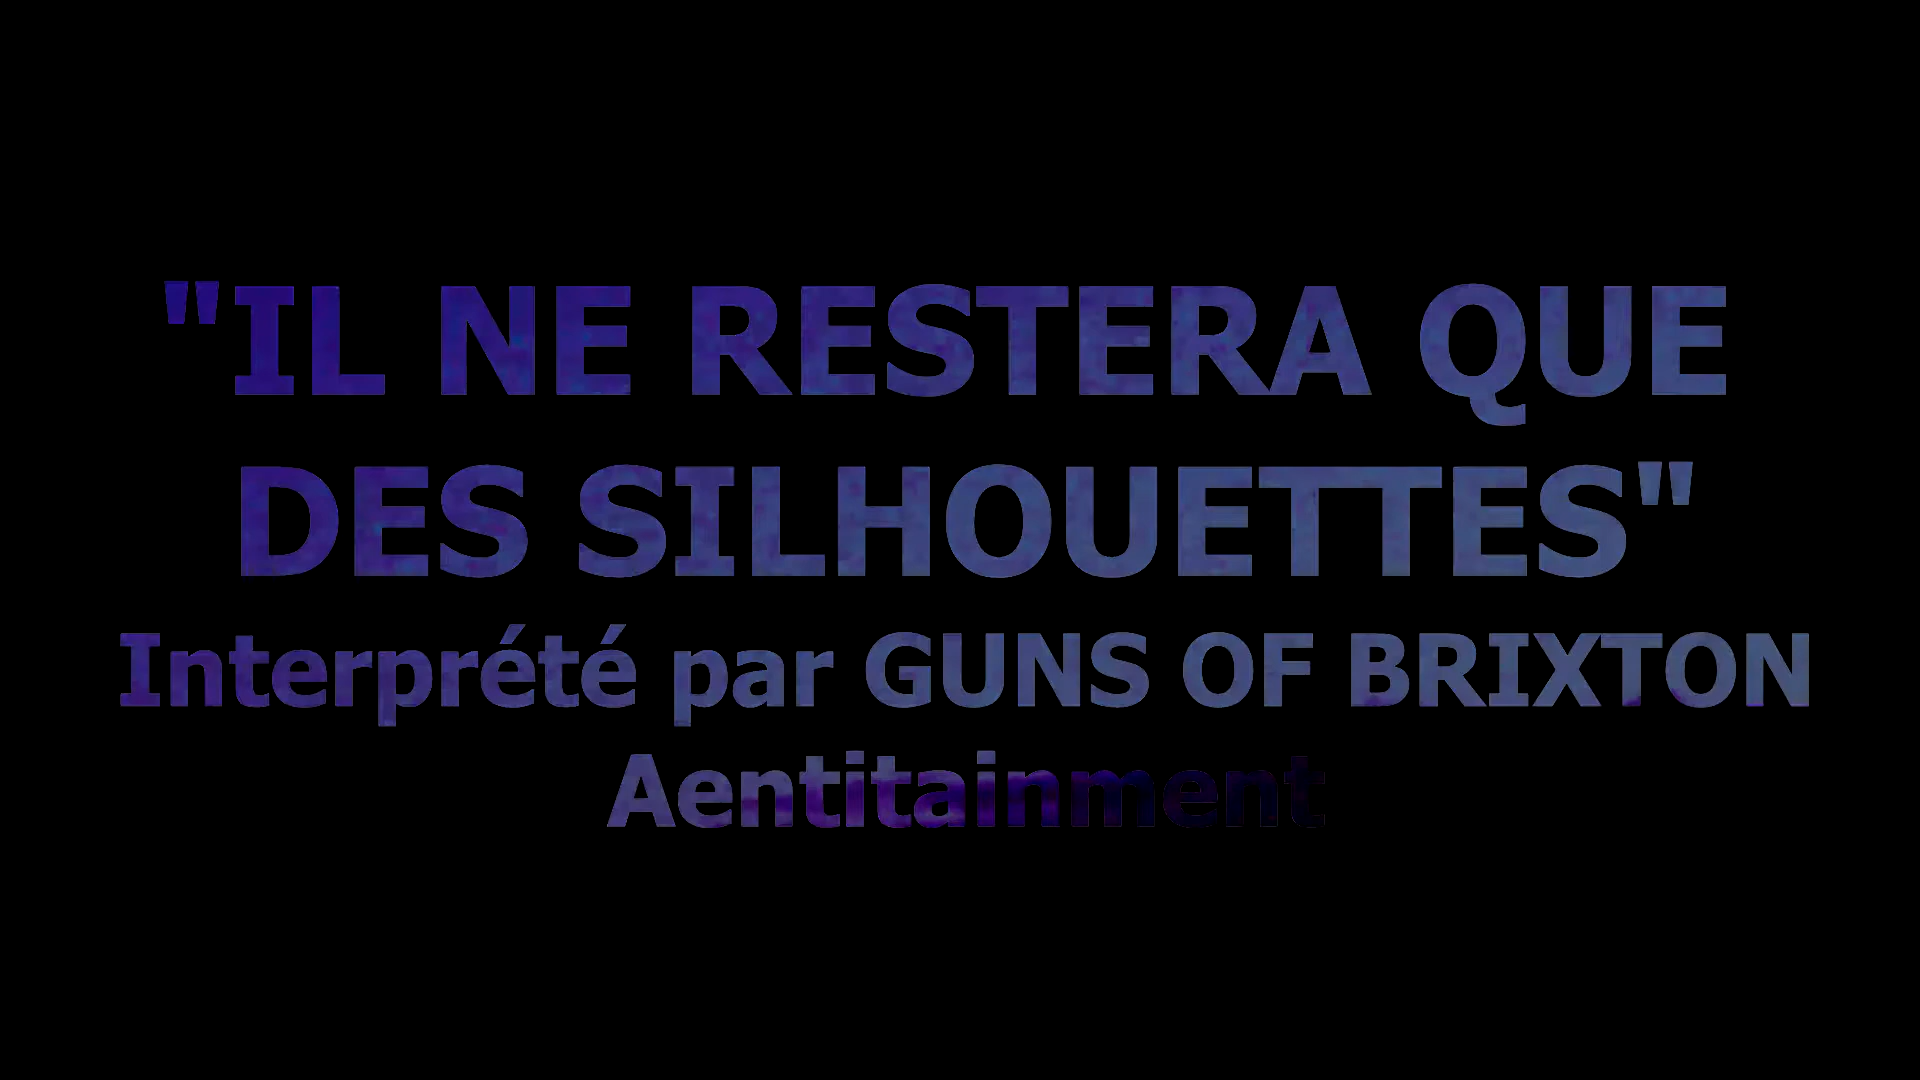 "IL NE RESTERA QUE
DES SILHOUETTES"
Interprété par GUNS OF BRIXTON
Aentitainment